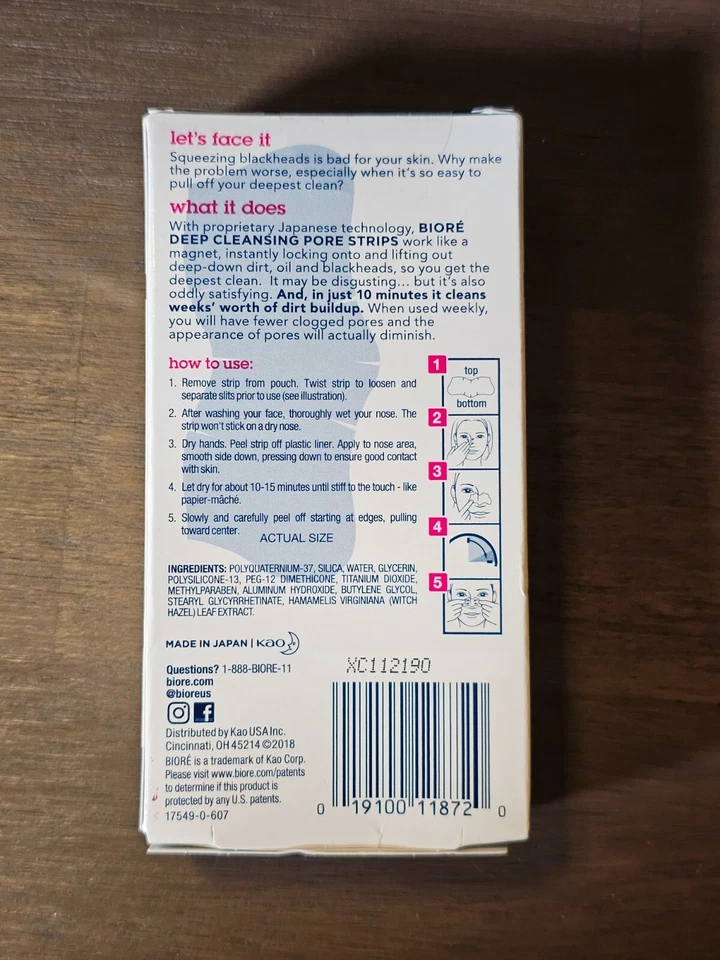 let's face it
Squeezing blackheads is bad for your skin. Why make
the problem worse, especially when it's so easy to
pull off your deepest clean?
what it does
With proprietary Japanese technology, BIORÉ
DEEP CLEANSING PORE STRIPS work like a
magnet, instantly locking onto and lifting out
deep-down dirt, oil and blackheads, so you get the
deepest clean. It may be disgusting... but it's also
oddly satisfying. And, in just 10 minutes it cleans
weeks' worth of dirt buildup. When used weekly,
you will have fewer clogged pores and the
appearance of pores will actually diminish.
how to use:
1. Remove strip from pouch. Twist strip to loosen and
separate slits prior to use (see illustration).
2. After washing your face, thoroughly wet your nose. The
strip won't stick on a dry nose.
3. Dry hands. Peel strip off plastic liner. Apply to nose area,
smooth side down, pressing down to ensure good contact
with skin.
4. Let dry for about 10-15 minutes until stiff to the touch - like
papier-mâché.
5. Slowly and carefully peel off starting at edges, pulling
toward center.
ACTUAL SIZE
1
top
bottom
2
3
4
5
INGREDIENTS: POLYQUATERNIUM-37, SILICA, WATER, GLYCERIN,
POLYSILICONE-13, PEG-12 DIMETHICONE, TITANIUM DIOXIDE,
METHYLPARABEN, ALUMINUM HYDROXIDE, BUTYLENE GLYCOL,
STEARYL GLYCYRRHETINATE, HAMAMELIS VIRGINIANA (WITCH
HAZEL) LEAF EXTRACT.
MADE IN JAPAN | Kao
Questions? 1-888-BIORE-11
biore.com
@bioreus
Distributed by Kao USA Inc.
Cincinnati, OH 45214 ©2018
BIORÉ is a trademark of Kao Corp.
Please visit www.biore.com/patents
to determine if this product is
protected by any U.S. patents.
17549-0-607
XC112190
0 19100 11872 0